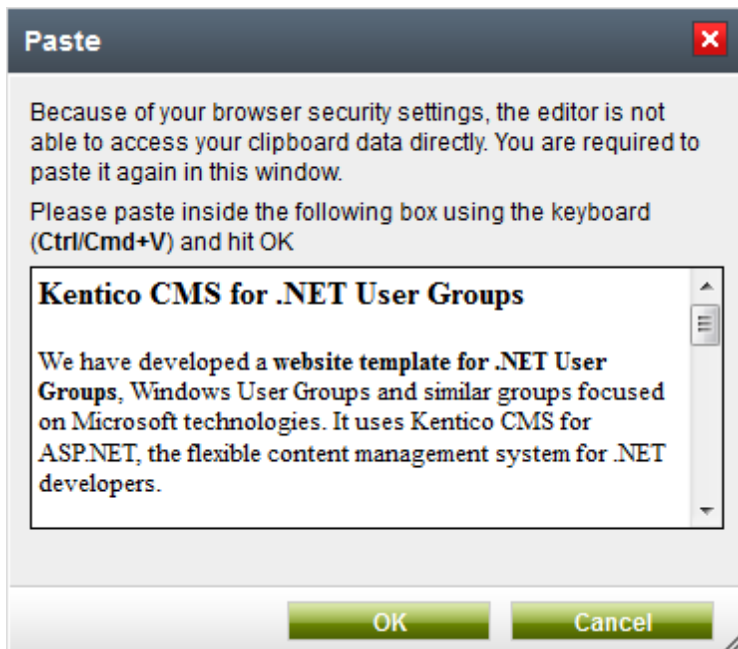 Paste
Because of your browser security settings, the editor is not
able to access your clipboard data directly. You are required to
paste it again in this window.
Please paste inside the following box using the keyboard
(Ctrl/Cmd+V) and hit OK
Kentico CMS for .NET User Groups
We have developed a website template for .NET User
Groups, Windows User Groups and similar groups focused
on Microsoft technologies. It uses Kentico CMS for
ASP.NET, the flexible content management system for .NET
developers.
OK Cancel